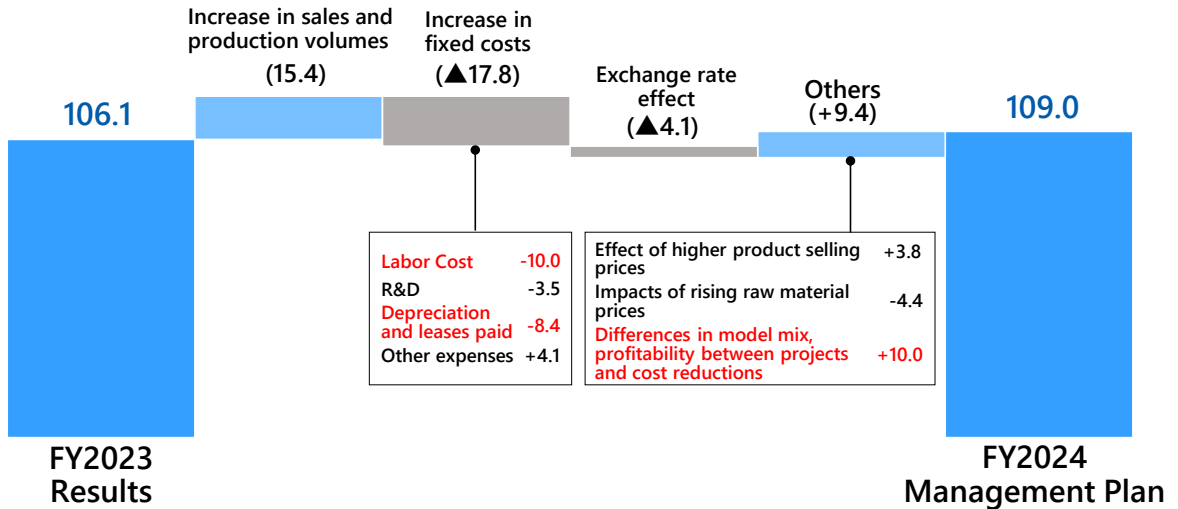 Increase in sales and
production volumes
(15.4)
Increase in
fixed costs
(▲17.8)
Exchange rate
effect
(▲4.1)
Others
(+9.4)
106.1
109.0
Labor Cost -10.0
R&D -3.5
Depreciation
and leases paid -8.4
Other expenses +4.1
Effect of higher product selling
prices +3.8
Impacts of rising raw material
prices -4.4
Differences in model mix,
profitability between projects +10.0
and cost reductions
FY2023
Results
FY2024
Management Plan